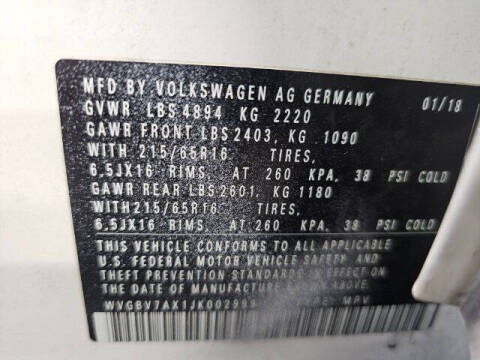 MFD BY VOLKSWAGEN AG GERMANY 01/18
GVWR LBS 4894 KG 2220
GAWR FRONT LBS 2403, KG 1090
WITH 215/65R16 TIRES,
6,5JX16 RIMS, AT 260 KPA, 38 PSI COLD
GAWR REAR LBS 2601, KG 1180
WITH 215/65R16 TIRES,
6,5JX16 RIMS, AT 260 KPA, 38 PSI COLD
THIS VEHICLE CONFORMS TO ALL APPLICABLE
U.S. FEDERAL MOTOR VEHICLE SAFETY AND
THEFT PREVENTION STANDARDS IN EFFECT ON
THE DATE OF MANUFACTURE SHOWN ABOVE.
MPV